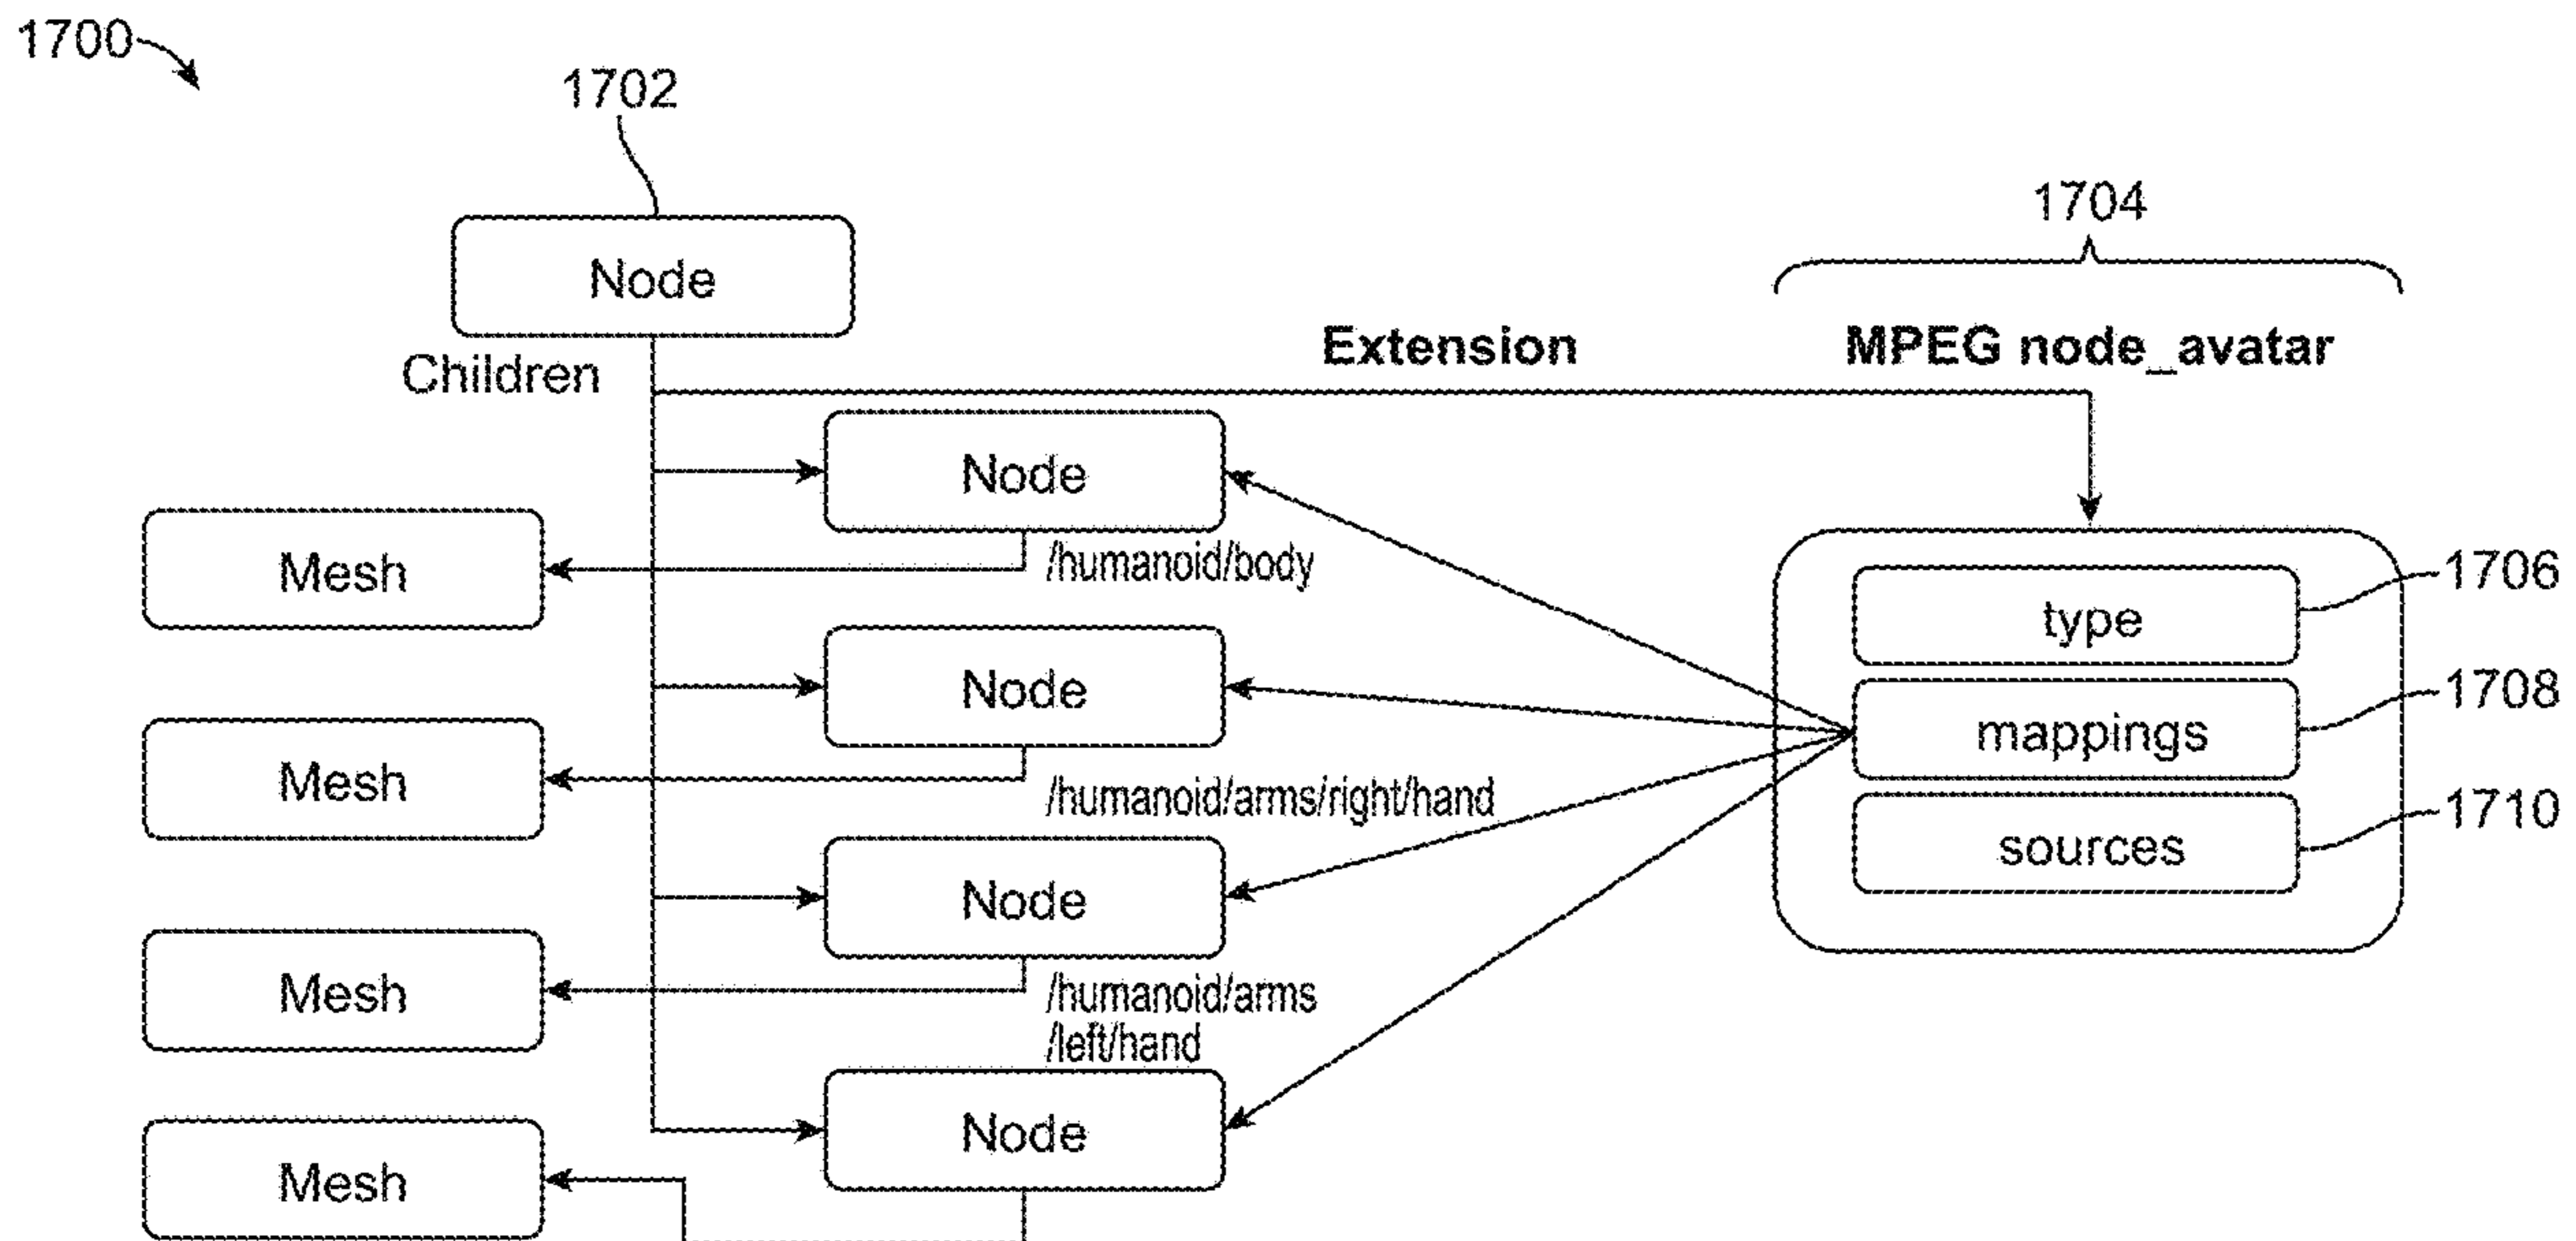 1700
1702
Node
1704
Children
Extension
MPEG node_avatar
Node
Mesh
/humanoid/body
type
1706
Node
mappings
1708
Mesh
/humanoid/arms/right/hand
sources
1710
Node
Mesh
/humanoid/arms
/left/hand
Node
Mesh